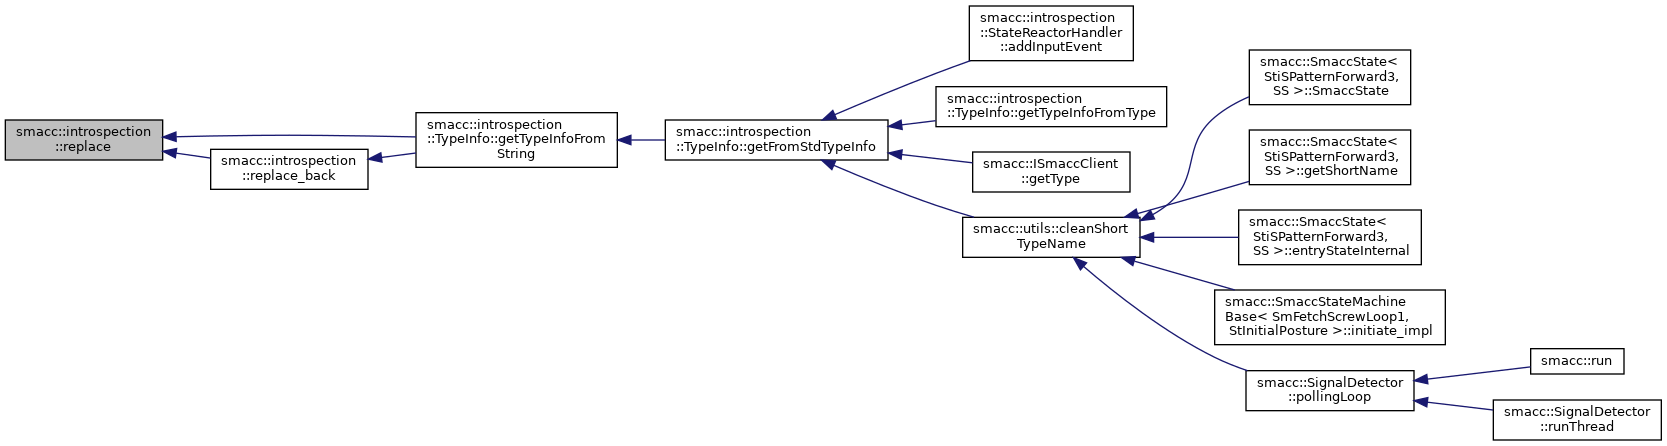 smacc::introspection
::replace
smacc::introspection
::replace_back
smacc::introspection
::TypeInfo::getTypeInfoFrom
String
smacc::introspection
::TypeInfo::getFromStdTypeInfo
smacc::introspection
::StateReactorHandler
::addInputEvent
smacc::introspection
::TypeInfo::getTypeInfoFromType
smacc::ISmaccClient
::getType
smacc::utils::cleanShort
TypeName
smacc::SmaccState<
StiSPatternForward3,
SS >::SmaccState
smacc::SmaccState<
StiSPatternForward3,
SS >::getShortName
smacc::SmaccState<
StiSPatternForward3,
SS >::entryStateInternal
smacc::SmaccStateMachine
Base< SmFetchScrewLoop1,
StInitialPosture >::initiate_impl
smacc::SignalDetector
::pollingLoop
smacc::run
smacc::SignalDetector
::runThread